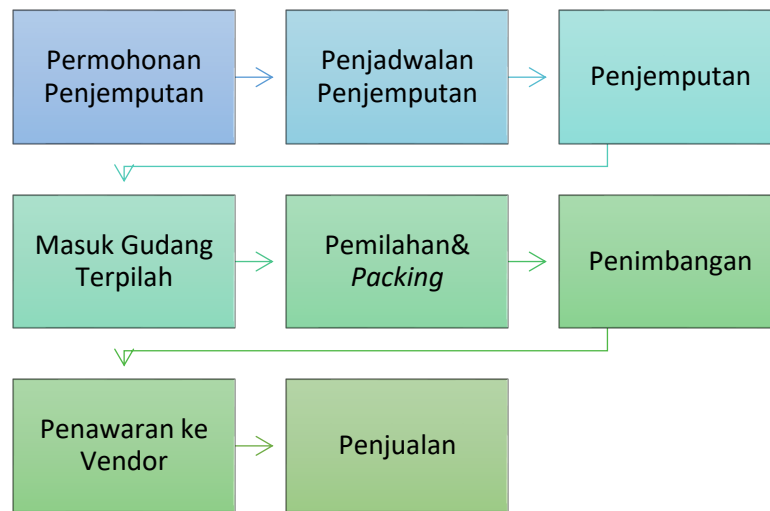 Permohonan
Penjemputan
Penjadwalan
Penjemputan
Penjemputan
Masuk Gudang
Terpilah
Pemilahan&
Packing
Penimbangan
Penawaran ke
Vendor
Penjualan